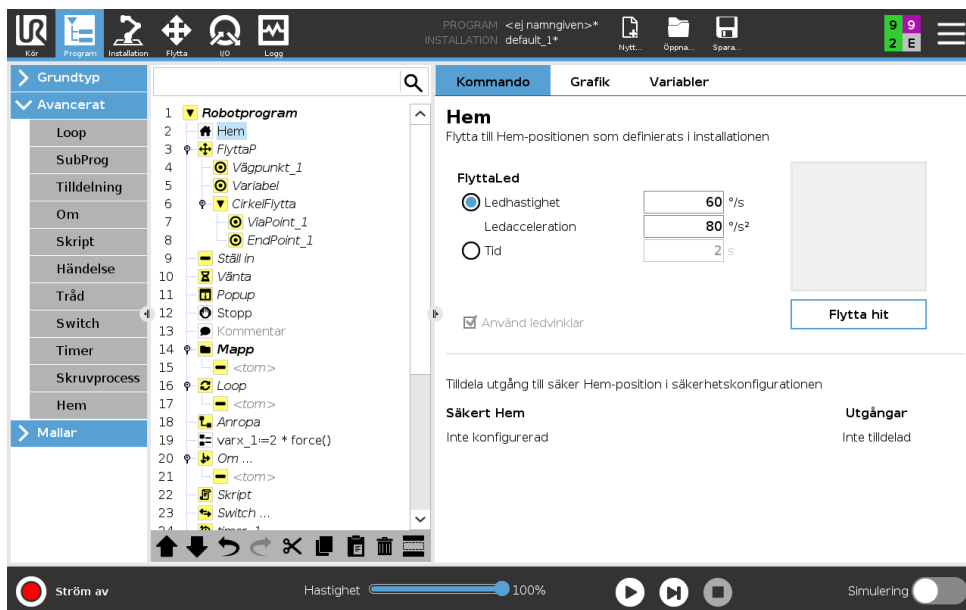 PROGRAM <ej namngiven>*
INSTALLATION default_1*
Kör
Program
Installation
Flytta
I/O
Logg
Nytt...
Öppna...
Spara...
9 9
2 E
Grundtyp
Avancerat
Loop
SubProg
Tilldelning
Om
Skript
Händelse
Tråd
Switch
Timer
Skruvprocess
Hem
Mallar
1 Robotprogram
2 Hem
3 FlyttaP
4 Vägpunkt_1
5 Variabel
6 CirkelFlytta
7 ViaPoint_1
8 EndPoint_1
9 Ställ in
10 Vänta
11 Popup
12 Stopp
13 Kommentar
14 Mapp
15 <tom>
16 Loop
17 <tom>
18 Anropa
19 varx_1:=2 * force()
20 Om ...
21 <tom>
22 Skript
23 Switch ...
24 timer_1
Kommando
Grafik
Variabler
Hem
Flytta till Hem-positionen som definierats i installationen
FlyttaLed
Ledhastighet 60 °/s
Ledacceleration 80 °/s²
Tid 2 s
Använd ledvinklar
Flytta hit
Tilldela utgång till säker Hem-position i säkerhetskonfigurationen
Säkert Hem Utgångar
Inte konfigurerad Inte tilldelad
Ström av
Hastighet 100%
Simulering